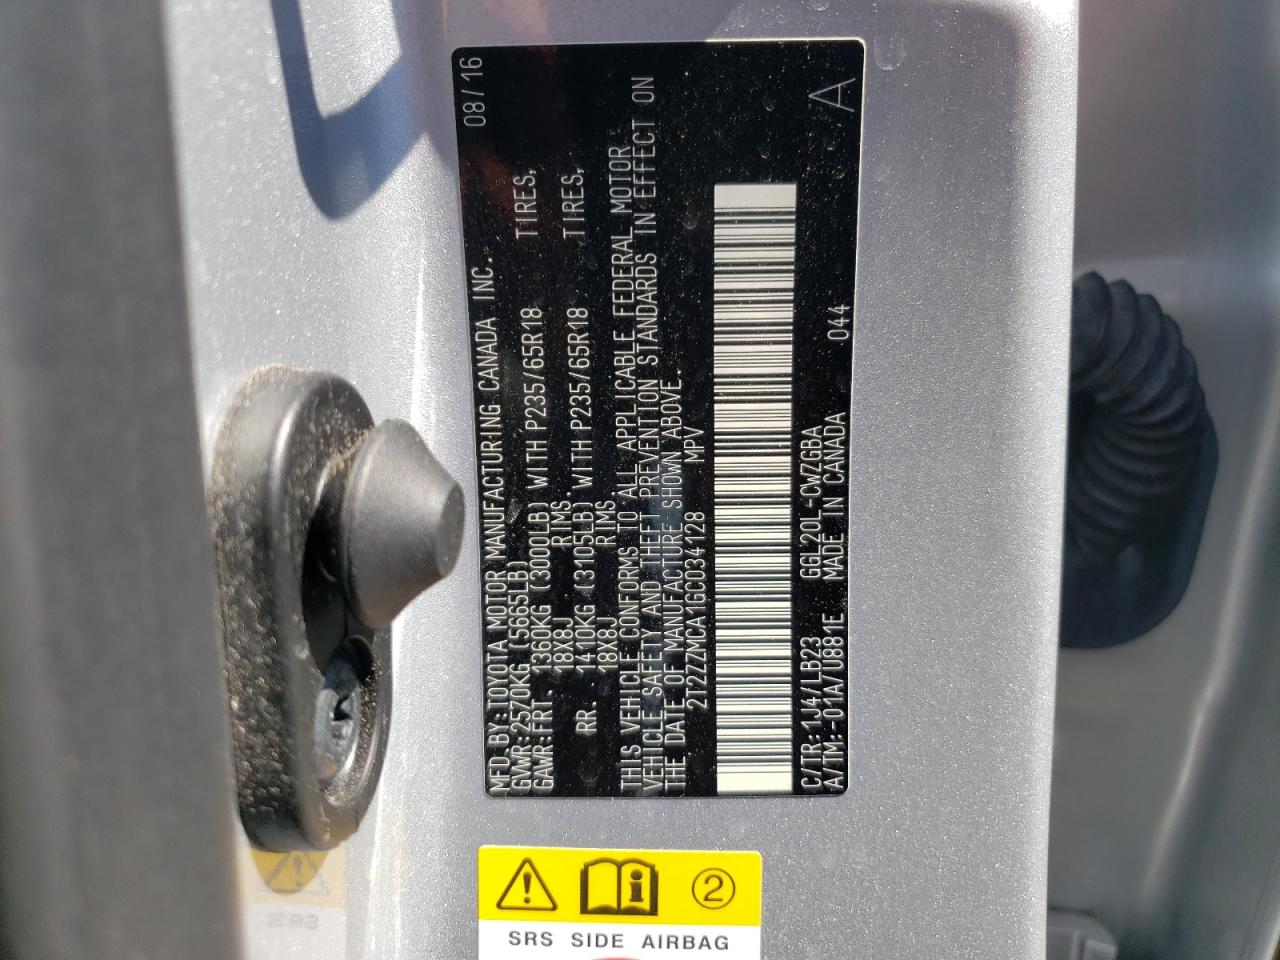 MFD. BY: TOYOTA MOTOR MANUFACTURING CANADA INC. 08/16
GVWR: 2570KG (5665LB)
GAWR: FRT. 1360KG (3000LB) WITH P235/65R18 TIRES,
18X8J RIMS.
RR. 1410KG (3105LB) WITH P235/65R18 TIRES,
18X8J RIMS.
THIS VEHICLE CONFORMS TO ALL APPLICABLE FEDERAL MOTOR
VEHICLE SAFETY AND THEFT PREVENTION STANDARDS IN EFFECT ON
THE DATE OF MANUFACTURE SHOWN ABOVE.
2T2ZZMCA1GC034128 MPV
C/TR: 1J4/LB23 GGL20L-CWZGBA 044
A/TM: -01A/U881E MADE IN CANADA
A
2
SRS SIDE AIRBAG